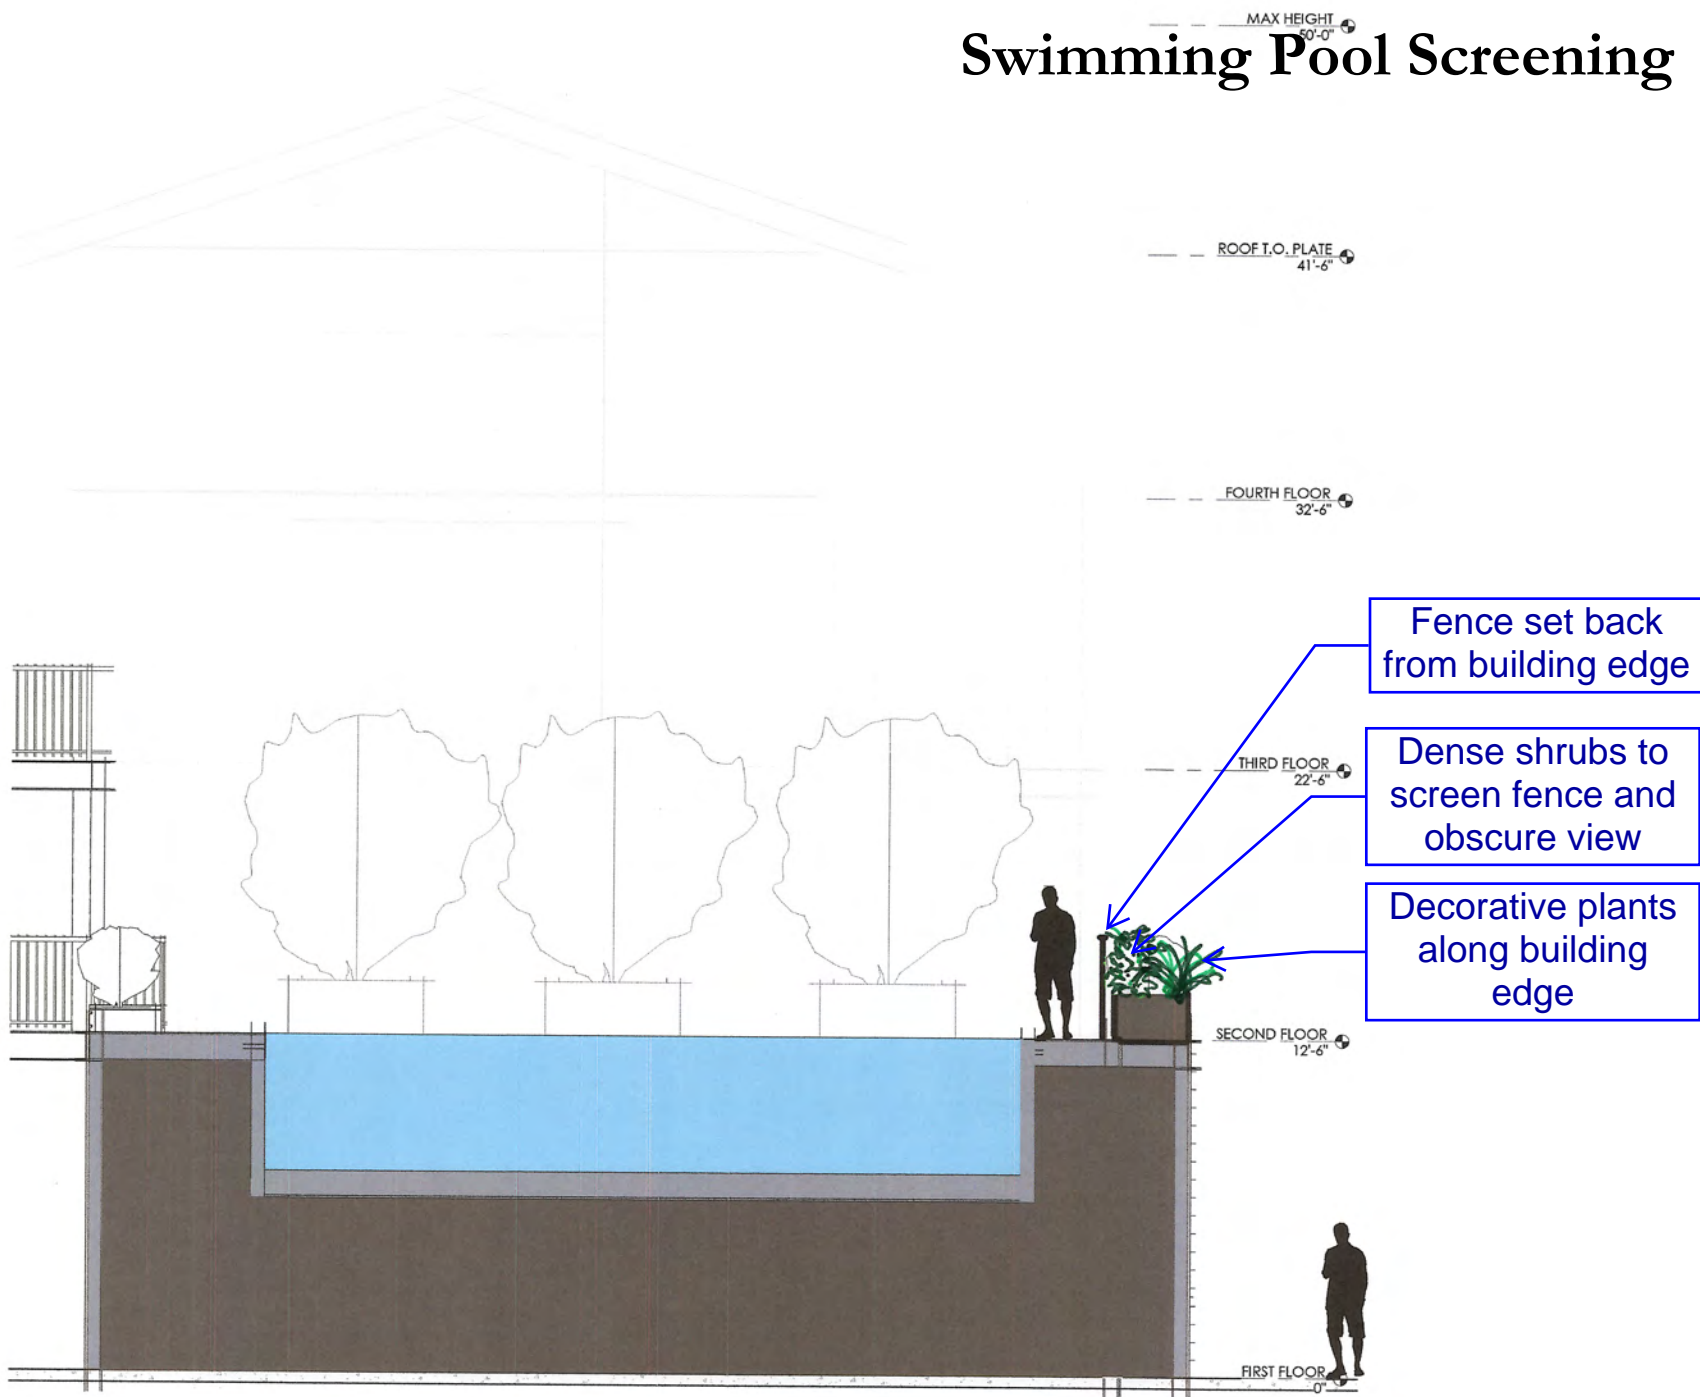 MAX HEIGHT
50'-0"
Swimming Pool Screening
ROOF T.O. PLATE
41'-6"
FOURTH FLOOR
32'-6"
Fence set back
from building edge
THIRD FLOOR
22'-6"
Dense shrubs to
screen fence and
obscure view
Decorative plants
along building
edge
SECOND FLOOR
12'-6"
FIRST FLOOR
0"